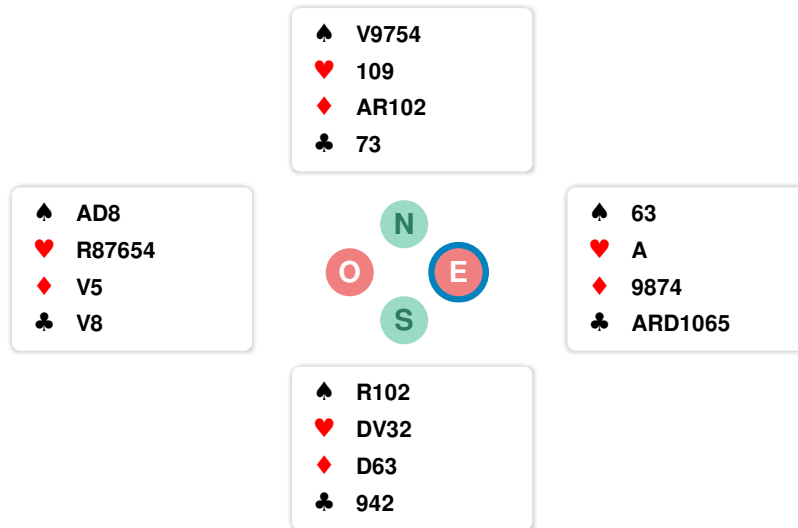 ♠ V9754
♥ 109
♦ AR102
♣ 73
♠ AD8
♥ R87654
♦ V5
♣ V8
N
O E
S
♠ 63
♥ A
♦ 9874
♣ ARD1065
♠ R102
♥ DV32
♦ D63
♣ 942